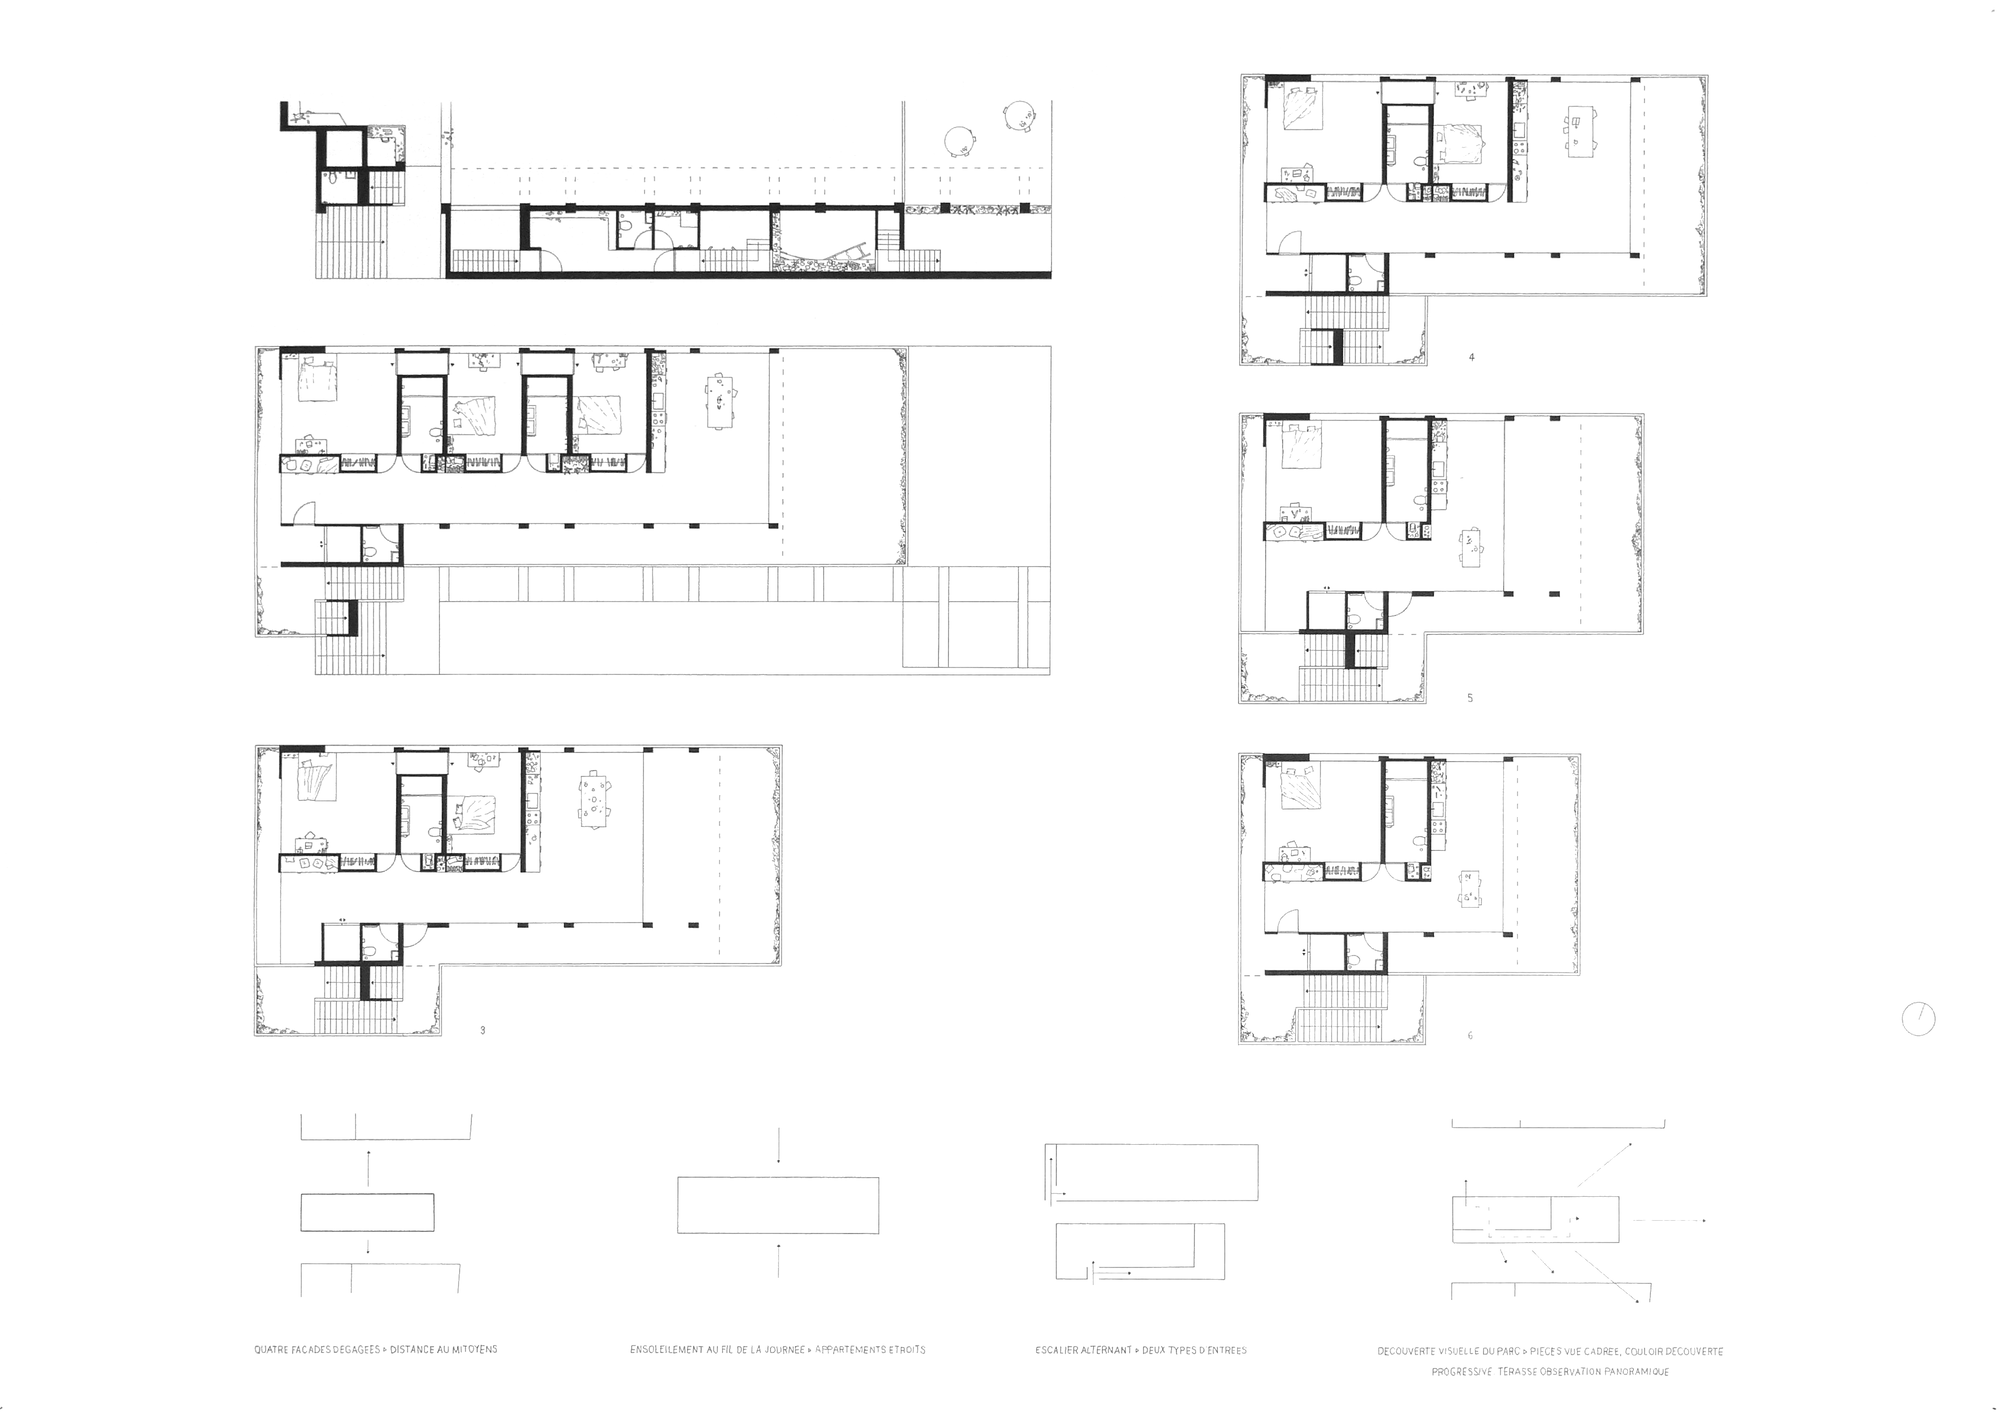 4
5
3
6
QUATRE FACADES DEGAGEES > DISTANCE AU MITOYENS
ENSOLEILEMENT AU FIL DE LA JOURNEE > APPARTEMENTS ETROITS
ESCALIER ALTERNANT > DEUX TYPES D ENTREES
DECOUVERTE VISUELLE DU PARC > PIECES VUE CADREE, COULOIR DECOUVERTE
PROGRESSIVE TERASSE OBSERVATION PANORAMIQUE